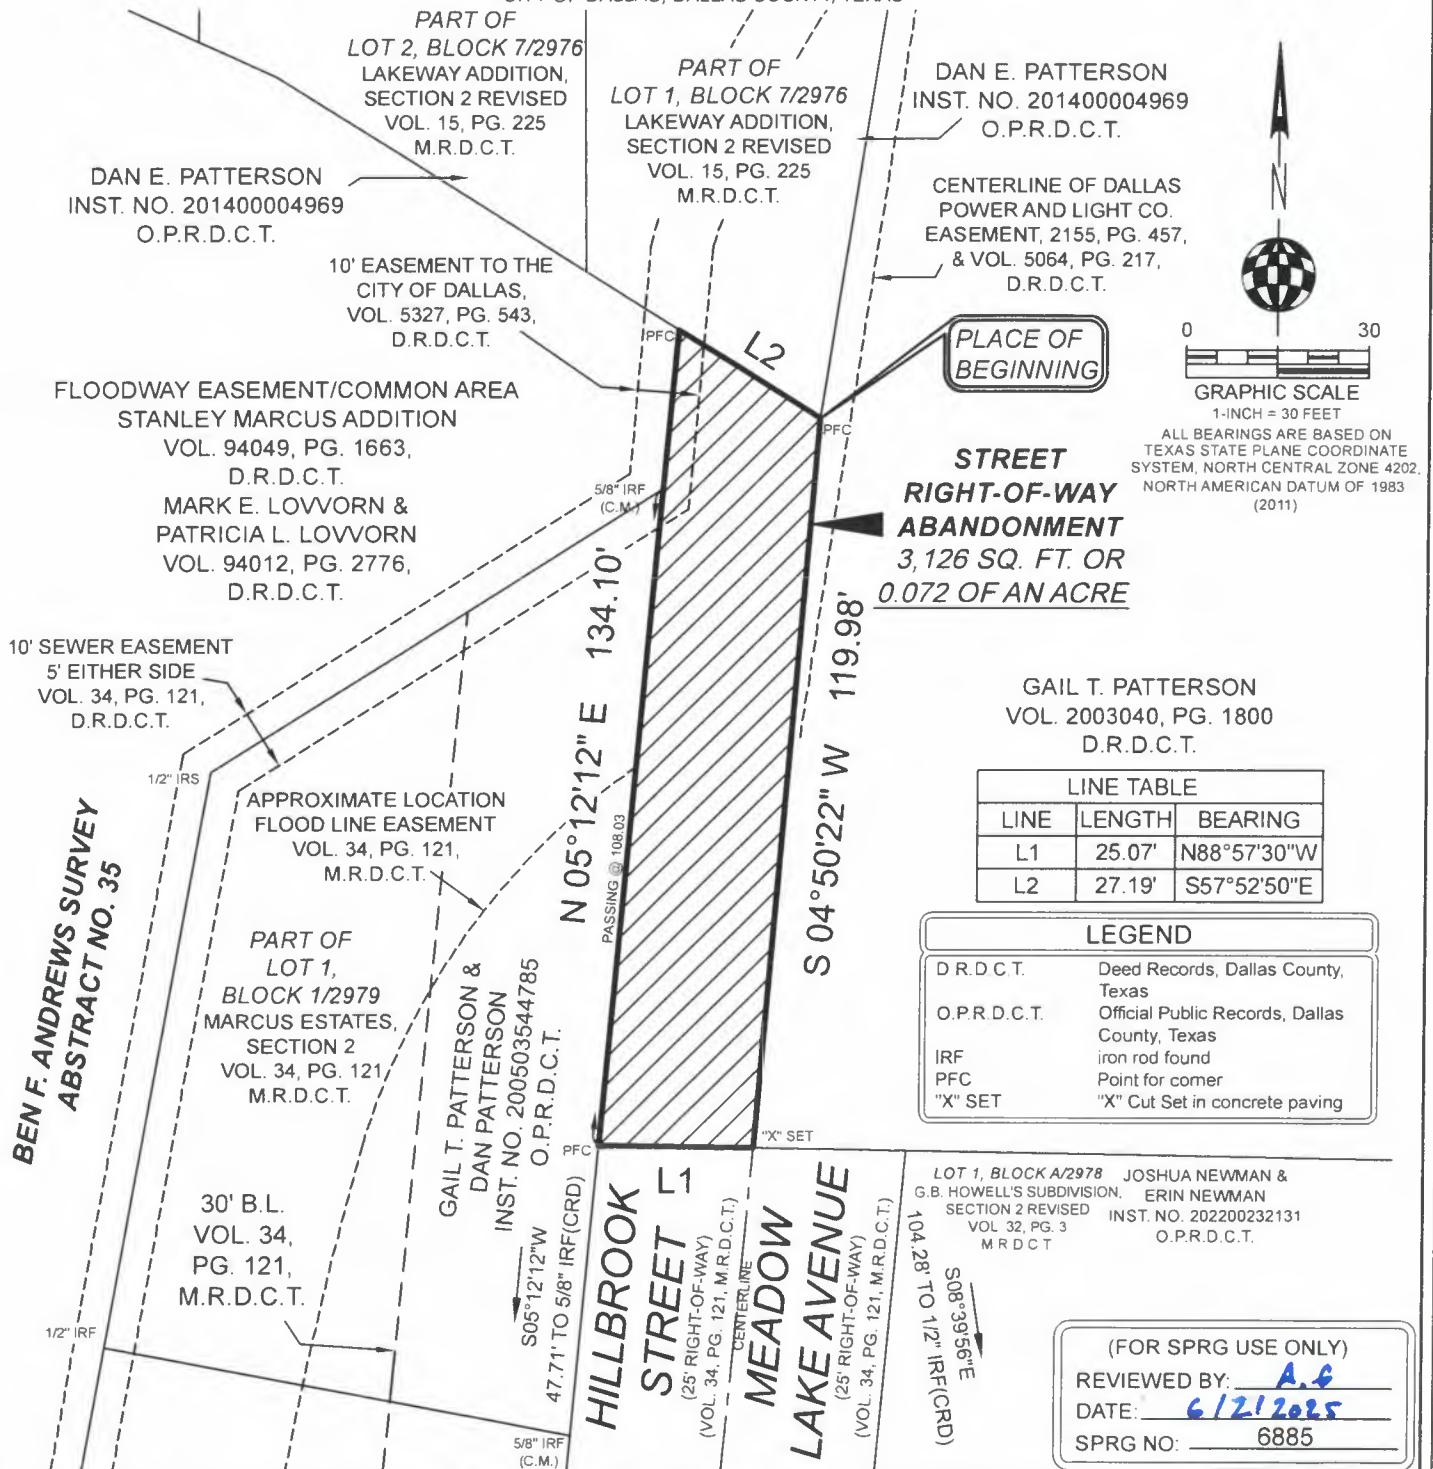 PART OF
LOT 2, BLOCK 7/2976
LAKEWAY ADDITION,
SECTION 2 REVISED
VOL. 15, PG. 225
M.R.D.C.T.
PART OF
LOT 1, BLOCK 7/2976
LAKEWAY ADDITION,
SECTION 2 REVISED
VOL. 15, PG. 225
M.R.D.C.T.
DAN E. PATTERSON
INST. NO. 201400004969
O.P.R.D.C.T.
DAN E. PATTERSON
INST. NO. 201400004969
O.P.R.D.C.T.
CENTERLINE OF DALLAS
POWER AND LIGHT CO.
EASEMENT, 2155, PG. 457,
& VOL. 5064, PG. 217,
D.R.D.C.T.
N
10' EASEMENT TO THE
CITY OF DALLAS,
VOL. 5327, PG. 543,
D.R.D.C.T.
PFC
L2
PLACE OF
BEGINNING
PFC
0 30
GRAPHIC SCALE
1-INCH = 30 FEET
ALL BEARINGS ARE BASED ON
TEXAS STATE PLANE COORDINATE
SYSTEM, NORTH CENTRAL ZONE 4202,
NORTH AMERICAN DATUM OF 1983
(2011)
FLOODWAY EASEMENT/COMMON AREA
STANLEY MARCUS ADDITION
VOL. 94049, PG. 1663,
D.R.D.C.T.
MARK E. LOVVORN &
PATRICIA L. LOVVORN
VOL. 94012, PG. 2776,
D.R.D.C.T.
5/8" IRF
(C.M.)
STREET
RIGHT-OF-WAY
ABANDONMENT
3,126 SQ. FT. OR
0.072 OF AN ACRE
N 05°12'12" E 134.10'
PASSING @ 108.03
S 04°50'22" W 119.98'
10' SEWER EASEMENT
5' EITHER SIDE
VOL. 34, PG. 121,
D.R.D.C.T.
1/2" IRS
GAIL T. PATTERSON
VOL. 2003040, PG. 1800
D.R.D.C.T.
LINE TABLE
LINE LENGTH BEARING
L1 25.07' N88°57'30"W
L2 27.19' S57°52'50"E
APPROXIMATE LOCATION
FLOOD LINE EASEMENT
VOL. 34, PG. 121,
M.R.D.C.T.
BEN F. ANDREWS SURVEY
ABSTRACT NO. 35
PART OF
LOT 1,
BLOCK 1/2979
MARCUS ESTATES,
SECTION 2
VOL. 34, PG. 121,
M.R.D.C.T.
GAIL T. PATTERSON &
DAN PATTERSON
INST. NO. 200503544785
O.P.R.D.C.T.
LEGEND
D.R.D.C.T. Deed Records, Dallas County,
Texas
O.P.R.D.C.T. Official Public Records, Dallas
County, Texas
IRF iron rod found
PFC Point for corner
"X" SET "X" Cut Set in concrete paving
PFC
"X" SET
L1
30' B.L.
VOL. 34,
PG. 121,
M.R.D.C.T.
1/2" IRF
S05°12'12"W
47.71' TO 5/8" IRF(CRD)
5/8" IRF
(C.M.)
HILLBROOK
STREET
(25' RIGHT-OF-WAY)
(VOL. 34, PG. 121, M.R.D.C.T.)
CENTERLINE
MEADOW
LAKE AVENUE
(25' RIGHT-OF-WAY)
(VOL. 34, PG. 121, M.R.D.C.T.)
LOT 1, BLOCK A/2978
G.B. HOWELL'S SUBDIVISION,
SECTION 2 REVISED
VOL 32, PG. 3
M R D C T
JOSHUA NEWMAN &
ERIN NEWMAN
INST. NO. 202200232131
O.P.R.D.C.T.
S08°39'56"E
104.28' TO 1/2" IRF(CRD)
(FOR SPRG USE ONLY)
REVIEWED BY: A.G
DATE: 6/2/2025
SPRG NO: 6885